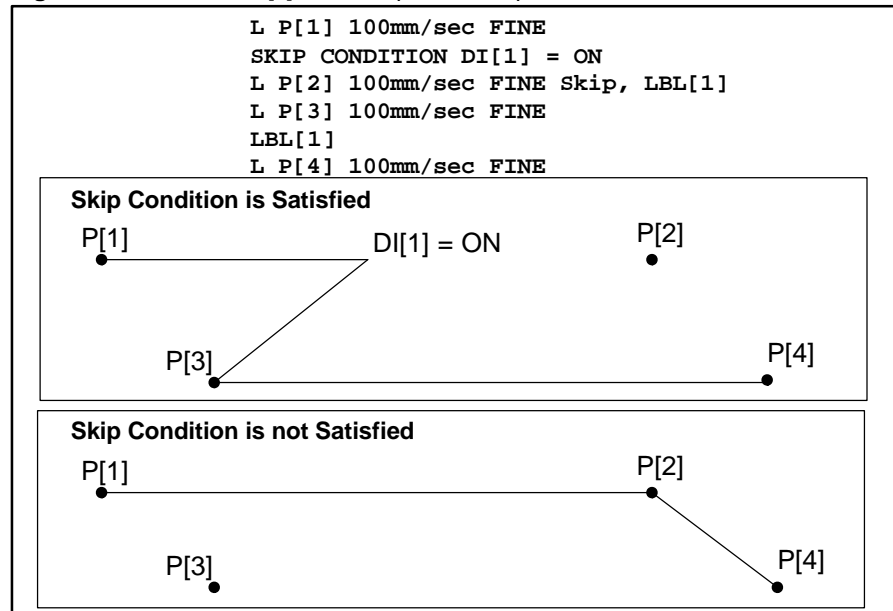 L P[1] 100mm/sec FINE
SKIP CONDITION DI[1] = ON
L P[2] 100mm/sec FINE Skip, LBL[1]
L P[3] 100mm/sec FINE
LBL[1]
L P[4] 100mm/sec FINE
Skip Condition is Satisfied
P[1] DI[1] = ON P[2]
P[3] P[4]
Skip Condition is not Satisfied
P[1] P[2]
P[3] P[4]